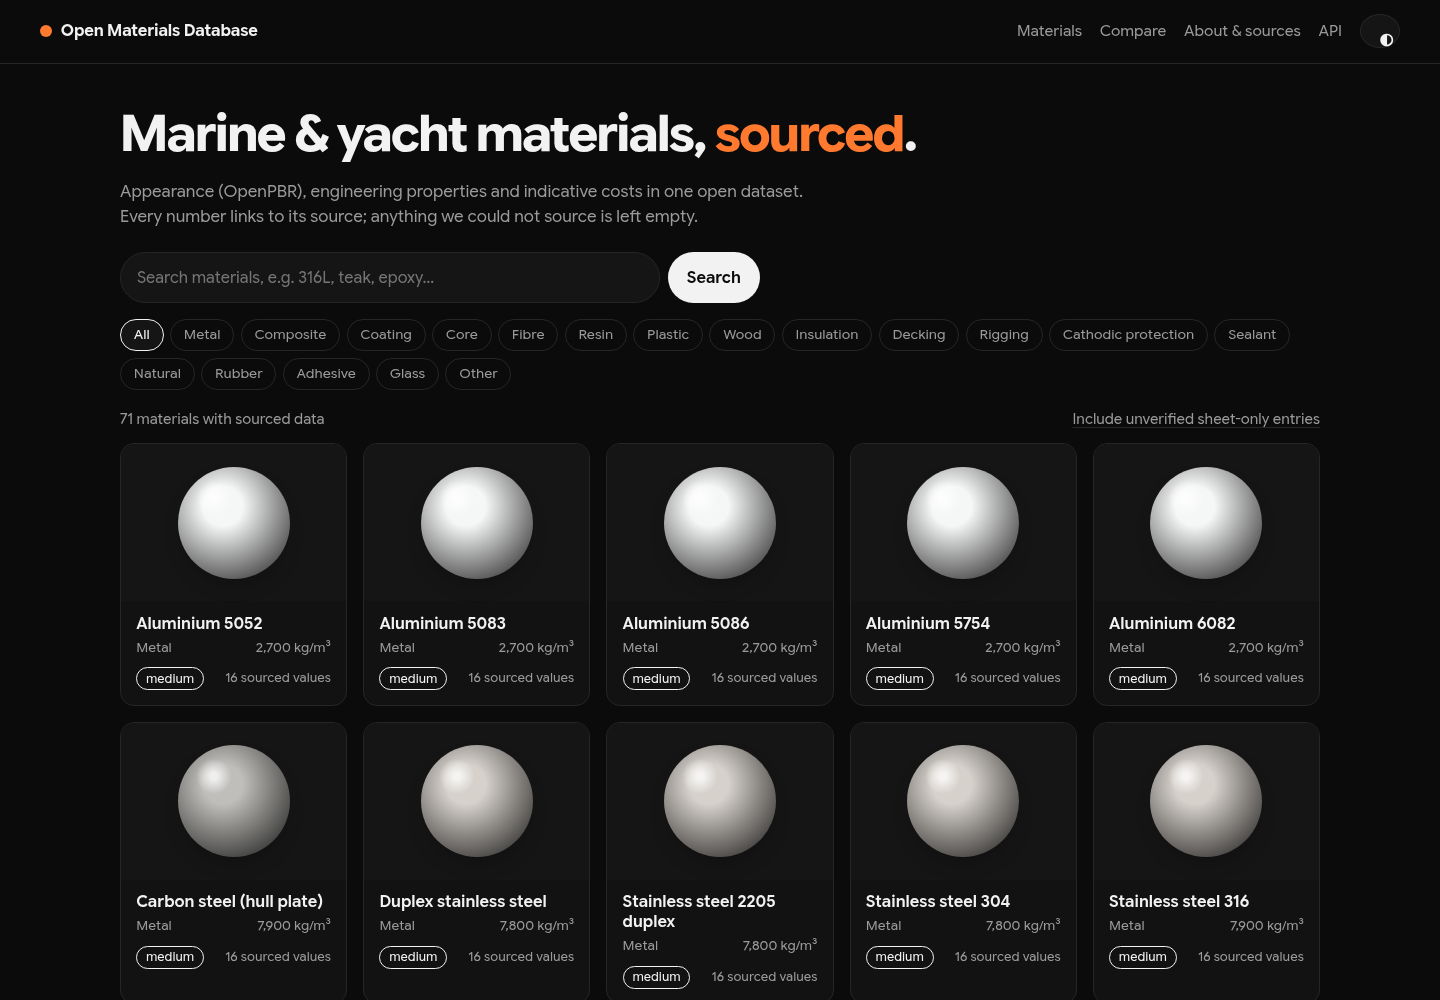 Open Materials Database
Materials Compare About & sources API
Marine & yacht materials, sourced.
Appearance (OpenPBR), engineering properties and indicative costs in one open dataset.
Every number links to its source; anything we could not source is left empty.
Search materials, e.g. 316L, teak, epoxy...
Search
All Metal Composite Coating Core Fibre Resin Plastic Wood Insulation Decking Rigging Cathodic protection Sealant
Natural Rubber Adhesive Glass Other
71 materials with sourced data
Include unverified sheet-only entries
Aluminium 5052
Metal 2,700 kg/m³
medium 16 sourced values
Aluminium 5083
Metal 2,700 kg/m³
medium 16 sourced values
Aluminium 5086
Metal 2,700 kg/m³
medium 16 sourced values
Aluminium 5754
Metal 2,700 kg/m³
medium 16 sourced values
Aluminium 6082
Metal 2,700 kg/m³
medium 16 sourced values
Carbon steel (hull plate)
Metal 7,900 kg/m³
medium 16 sourced values
Duplex stainless steel
Metal 7,800 kg/m³
medium 16 sourced values
Stainless steel 2205
duplex
Metal 7,800 kg/m³
medium 16 sourced values
Stainless steel 304
Metal 7,800 kg/m³
medium 16 sourced values
Stainless steel 316
Metal 7,900 kg/m³
medium 16 sourced values